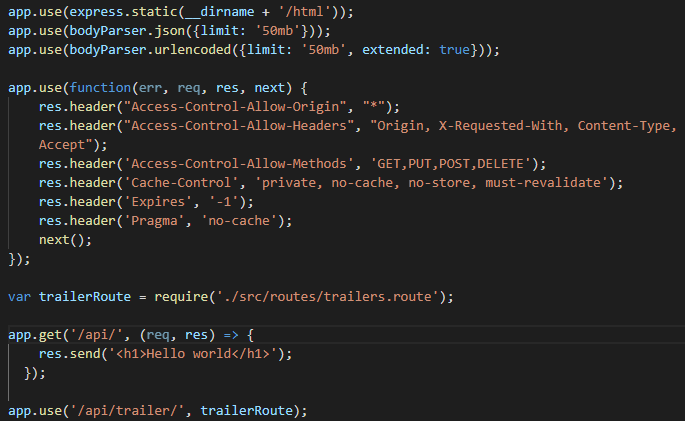 app.use(express.static(__dirname + '/html'));
app.use(bodyParser.json({limit: '50mb'}));
app.use(bodyParser.urlencoded({limit: '50mb', extended: true}));

app.use(function(err, req, res, next) {
    res.header("Access-Control-Allow-Origin", "*");
    res.header("Access-Control-Allow-Headers", "Origin, X-Requested-With, Content-Type,
    Accept");
    res.header('Access-Control-Allow-Methods', 'GET,PUT,POST,DELETE');
    res.header('Cache-Control', 'private, no-cache, no-store, must-revalidate');
    res.header('Expires', '-1');
    res.header('Pragma', 'no-cache');
    next();
});

var trailerRoute = require('./src/routes/trailers.route');

app.get('/api/', (req, res) => {
    res.send('<h1>Hello world</h1>');
  });

app.use('/api/trailer/', trailerRoute);